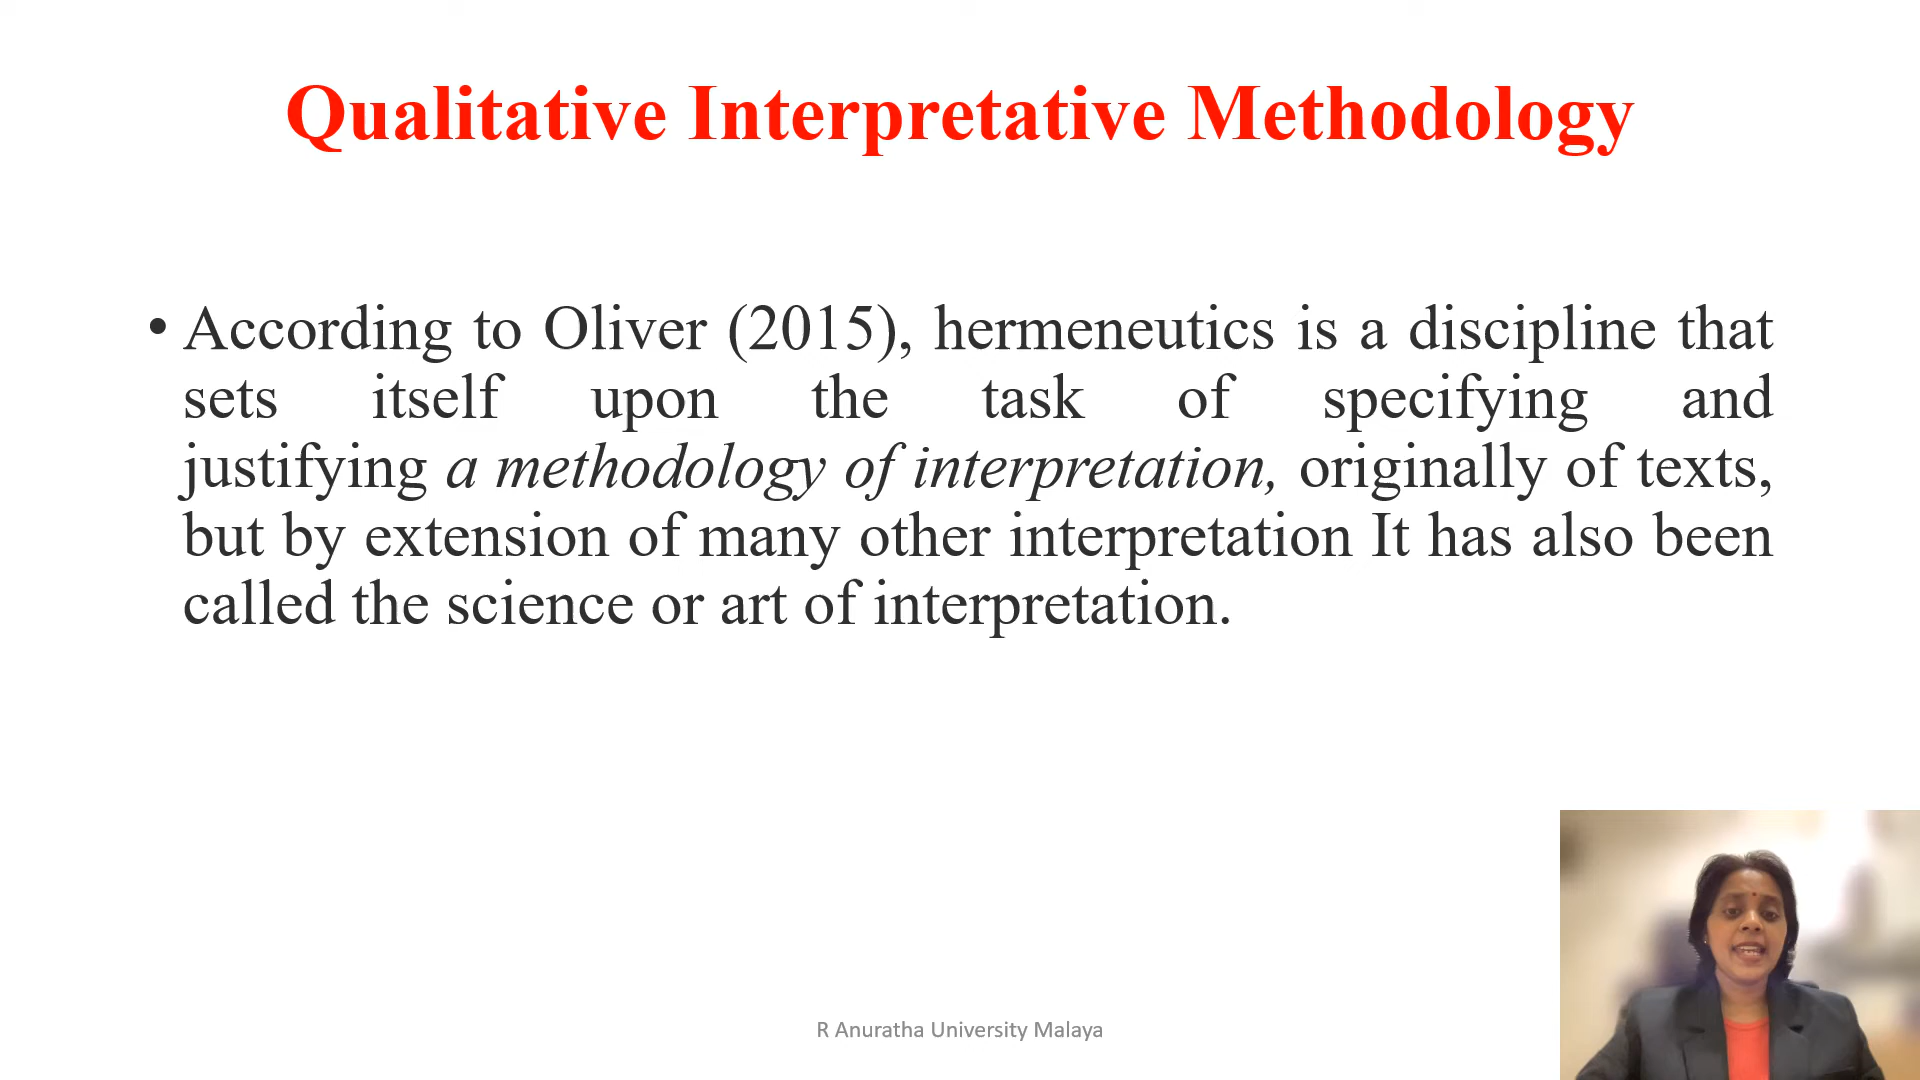 Qualitative Interpretative Methodology
• According to Oliver (2015), hermeneutics is a discipline that
sets itself upon the task of specifying and
justifying a methodology of interpretation, originally of texts,
but by extension of many other interpretation It has also been
called the science or art of interpretation.
R Anuratha University Malaya